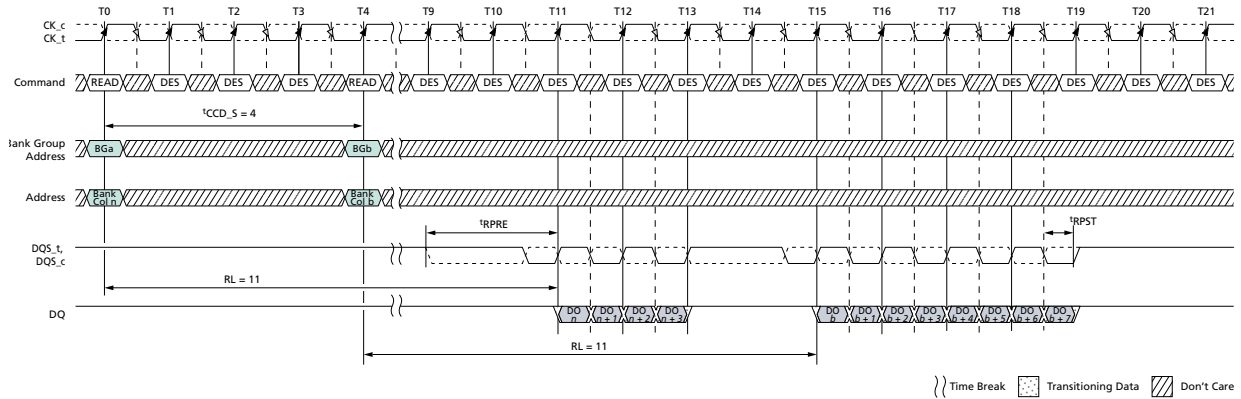 T0 T1 T2 T3 T4 T9 T10 T11 T12 T13 T14 T15 T16 T17 T18 T19 T20 T21
CK_c
CK_t
Command READ DES DES DES READ DES DES DES DES DES DES DES DES DES DES DES DES DES
tCCD_S = 4
Bank Group
Address
BGa BGb
Address
Bank
Col n
Bank
Col b
tRPRE
tRPST
DQS_t,
DQS_c
RL = 11
DQ
DO
n
DO
n + 1
DO
n + 2
DO
n + 3
DO
b
DO
b + 1
DO
b + 2
DO
b + 3
DO
b + 4
DO
b + 5
DO
b + 6
DO
b + 7
RL = 11
Time Break Transitioning Data Don't Care